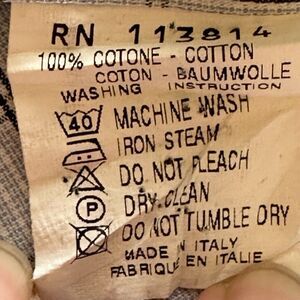 RN 113814
100% COTONE - COTTON
COTON - BAUMWOLLE
WASHING INSTRUCTION
40 MACHINE WASH
IRON STEAM
DO NOT BLEACH
P DRY CLEAN
DO NOT TUMBLE DRY
MADE IN ITALY
FABRIQUÉ EN ITALIE